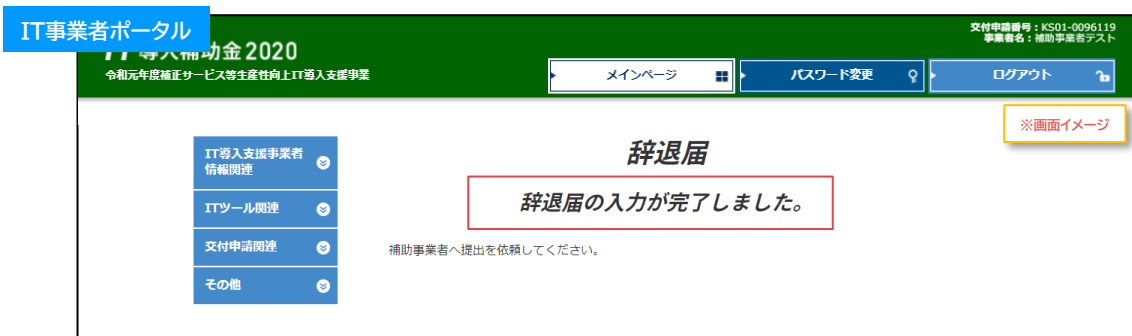 IT事業者ポータル
IT導入補助金2020
令和元年度補正サービス等生産性向上IT導入支援事業
交付申請番号：KS01-0096119
事業者名：補助事業者テスト
メインページ
パスワード変更
ログアウト
※画面イメージ
IT導入支援事業者
情報関連
ITツール関連
交付申請関連
その他
辞退届
辞退届の入力が完了しました。
補助事業者へ提出を依頼してください。